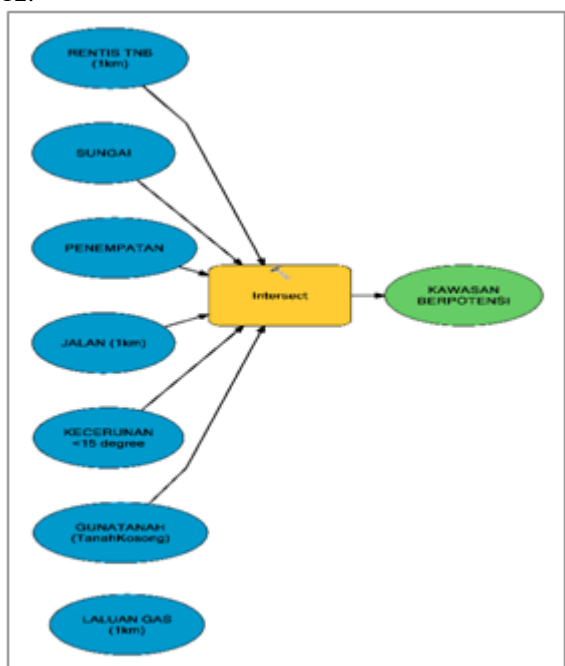 RENTIS TNB
(1km)
SUNGAI
PENEMPATAN
JALAN (1km)
KECERUNAN
<15 degree
GUNATANAH
(TanahKosong)
LALUAN GAS
(1km)
Intersect
KAWASAN
BERPOTENSI